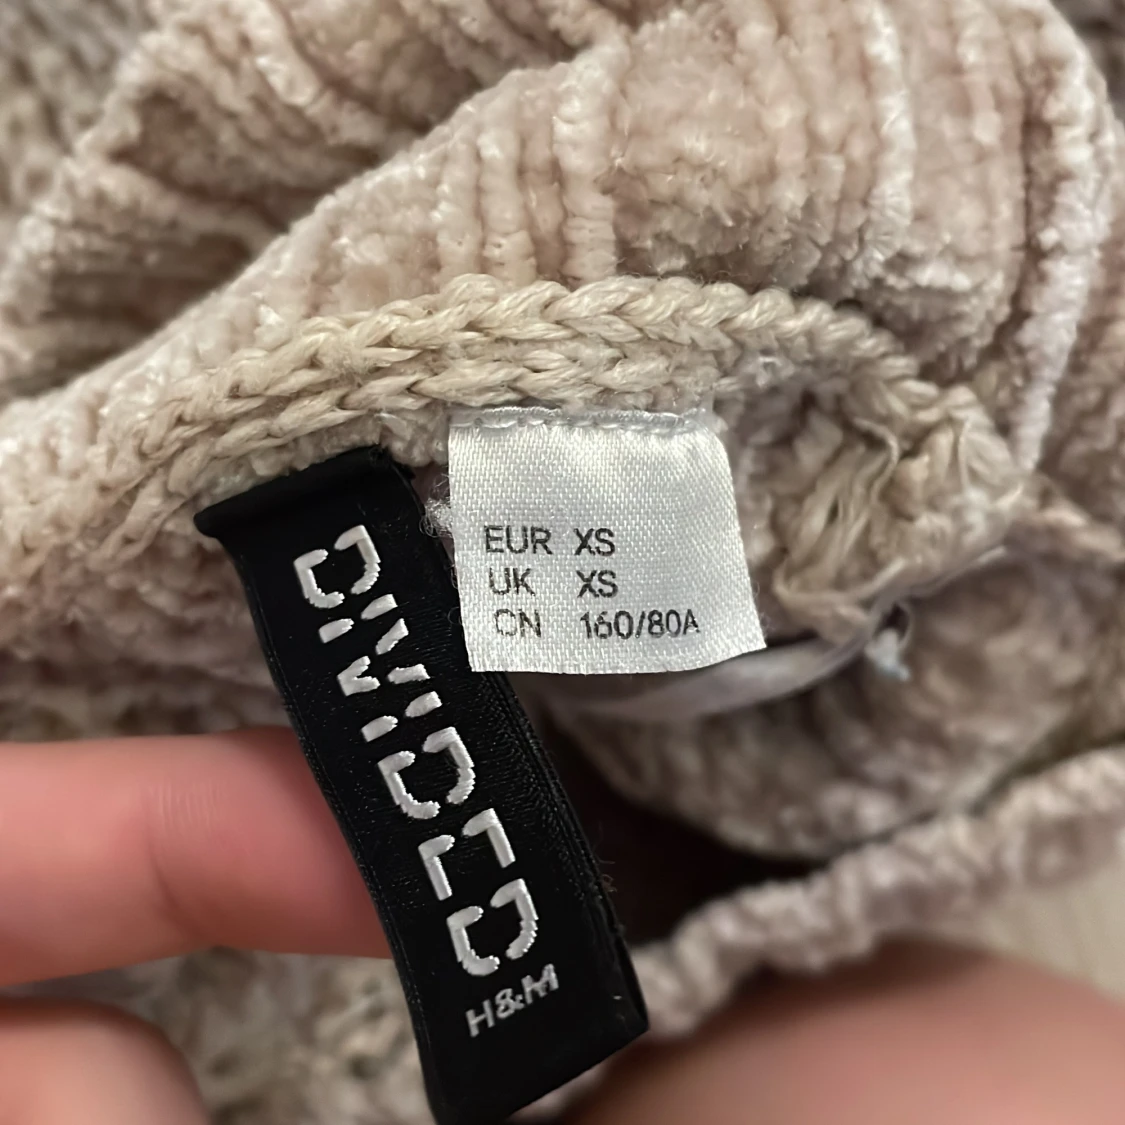 DIVIDED
H&M
EUR XS
UK XS
CN 160/80A